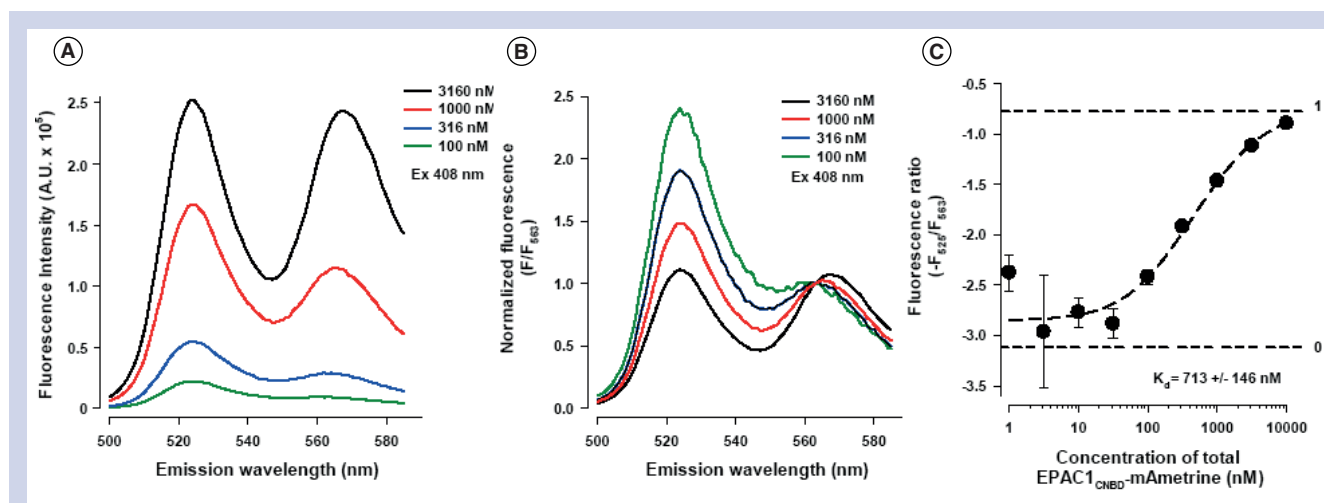 A
Fluorescence Intensity (A.U. x 10⁵)
2.5
2.0
1.5
1.0
0.5
0
500
520
540
560
580
Emission wavelength (nm)
3160 nM
1000 nM
316 nM
100 nM
Ex 408 nm
B
Normalized fluorescence
(F/F₅₆₃)
2.5
2.0
1.5
1.0
0.5
0.0
500
520
540
560
580
Emission wavelength (nm)
3160 nM
1000 nM
316 nM
100 nM
Ex 408 nm
C
Fluorescence ratio
(-F₅₂₅/F₅₆₃)
-0.5
-1.0
-1.5
-2.0
-2.5
-3.0
-3.5
1
0
K_d= 713 +/- 146 nM
1
10
100
1000
10000
Concentration of total
EPAC1_CNBD-mAmetrine (nM)